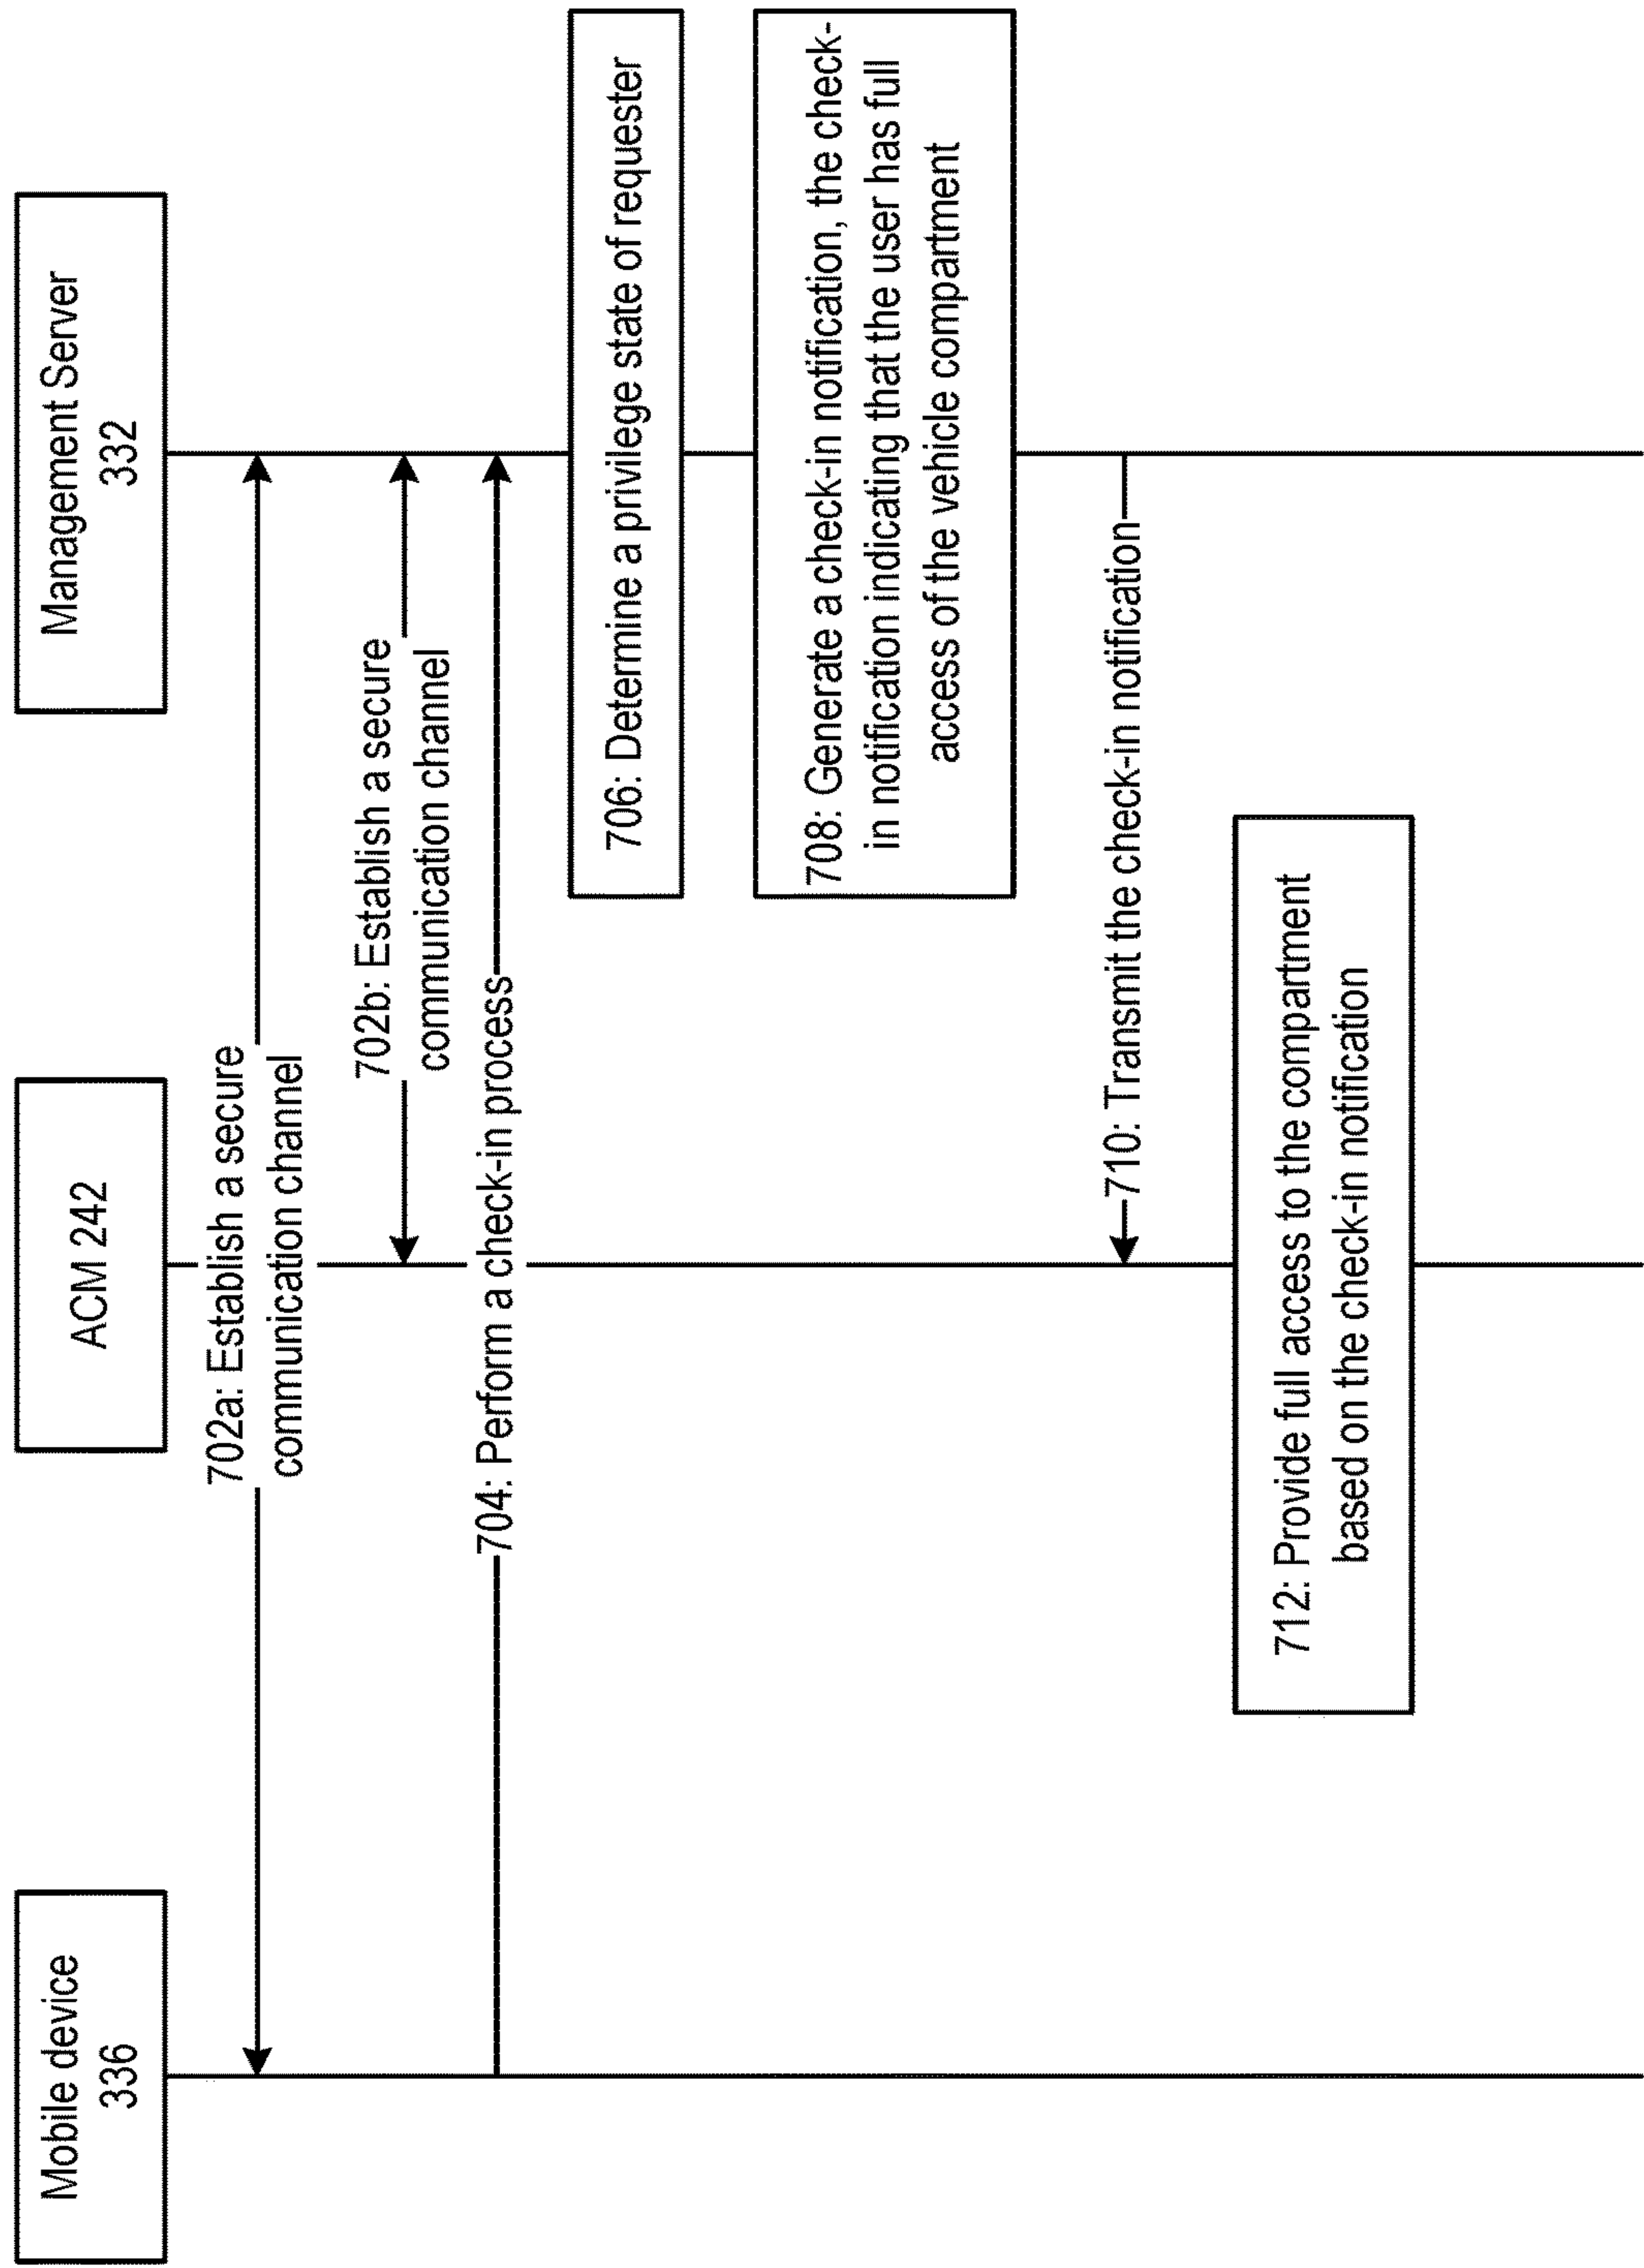 Mobile device
336
ACM 242
Management Server
332
702a: Establish a secure
communication channel
702b: Establish a secure
communication channel
704: Perform a check-in process
706: Determine a privilege state of requester
708: Generate a check-in notification, the check-
in notification indicating that the user has full
access of the vehicle compartment
710: Transmit the check-in notification
712: Provide full access to the compartment
based on the check-in notification